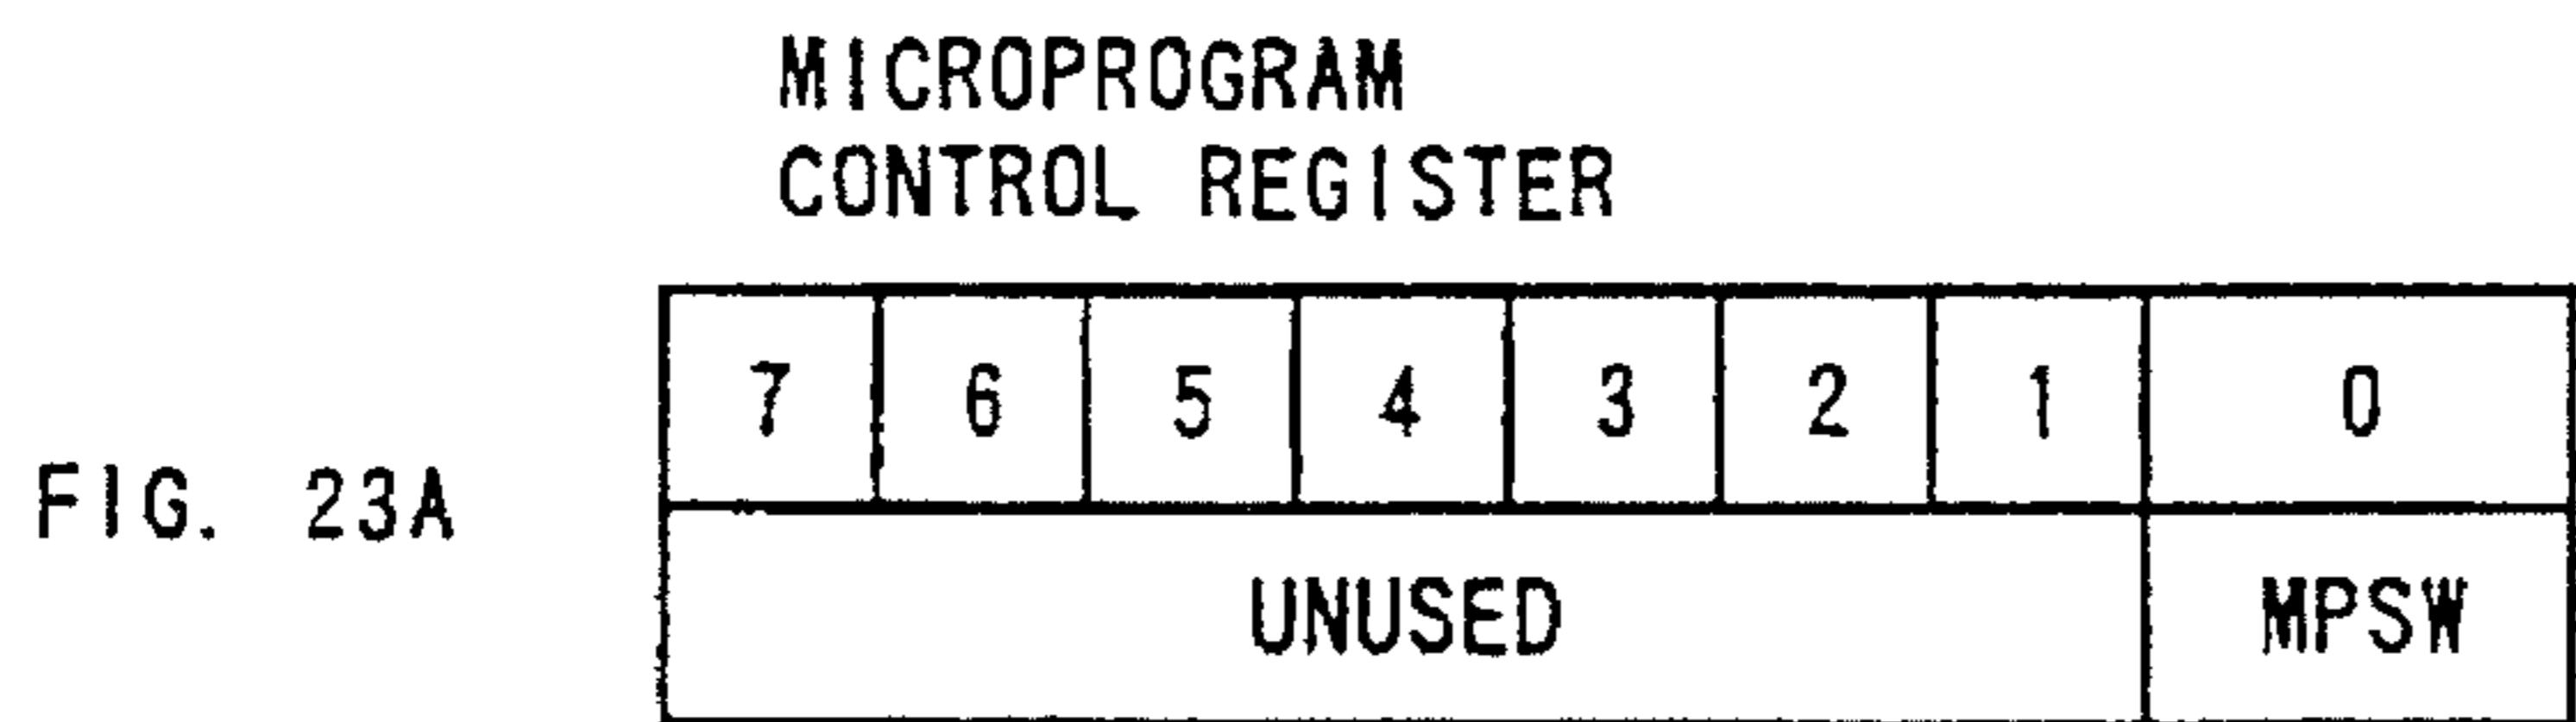 MICROPROGRAM
CONTROL REGISTER
7 6 5 4 3 2 1 0
FIG. 23A
UNUSED MPSW